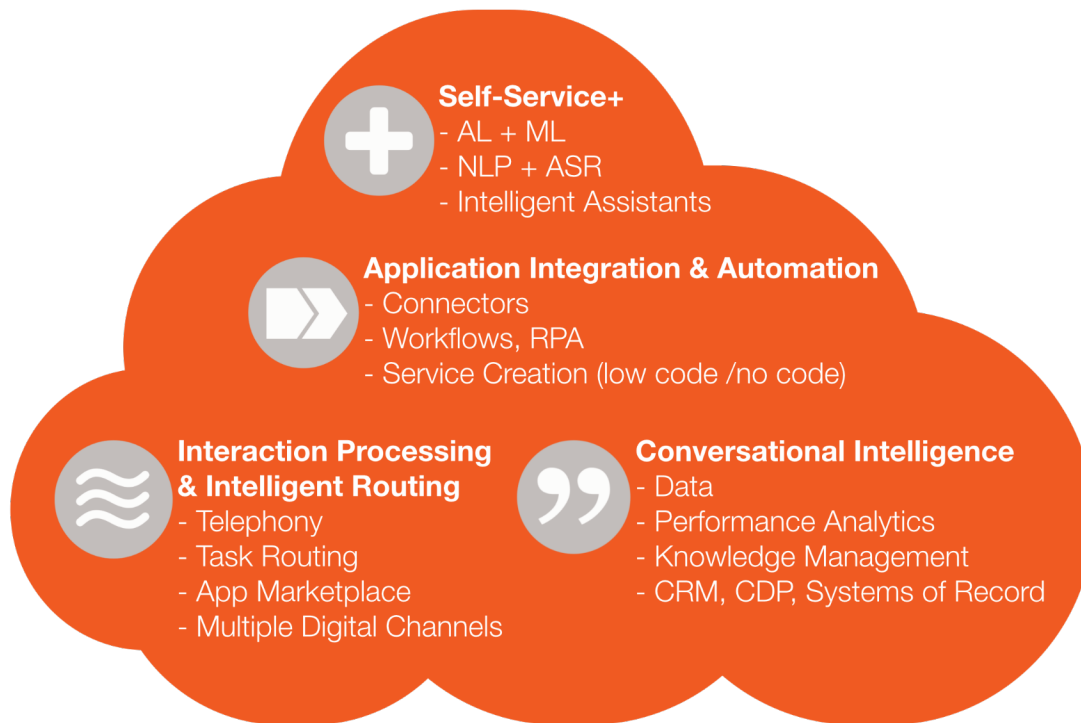 Self-Service+
- AL + ML
- NLP + ASR
- Intelligent Assistants
Application Integration & Automation
- Connectors
- Workflows, RPA
- Service Creation (low code /no code)
Interaction Processing
& Intelligent Routing
- Telephony
- Task Routing
- App Marketplace
- Multiple Digital Channels
Conversational Intelligence
- Data
- Performance Analytics
- Knowledge Management
- CRM, CDP, Systems of Record